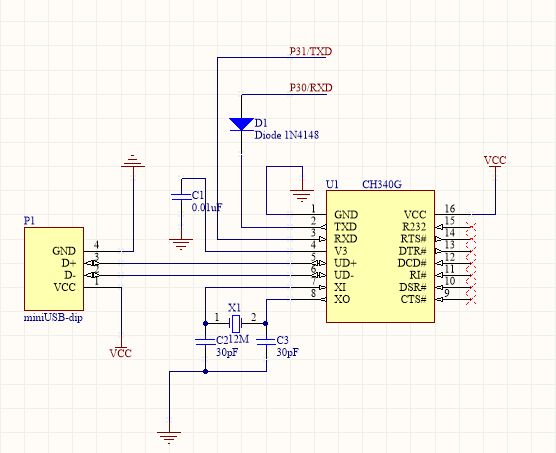 P31/TXD
P30/RXD
D1
Diode 1N4148
U1 CH340G
VCC
C1
0.01uF
1 GND VCC 16
2 TXD R232 15
3 RXD RTS# 14
4 V3 DTR# 13
5 UD+ DCD# 12
6 UD- RI# 11
7 XI DSR# 10
8 XO CTS# 9
P1
GND 4
D+ 3
D- 2
VCC 1
miniUSB-dip
VCC
X1
1 2
12M
C2
30pF
C3
30pF